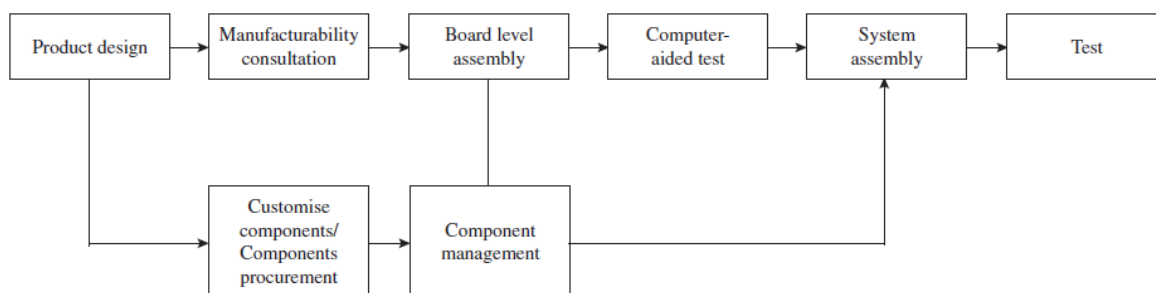 Product design
Manufacturability
consultation
Board level
assembly
Computer-
aided test
System
assembly
Test
Customise
components/
Components
procurement
Component
management